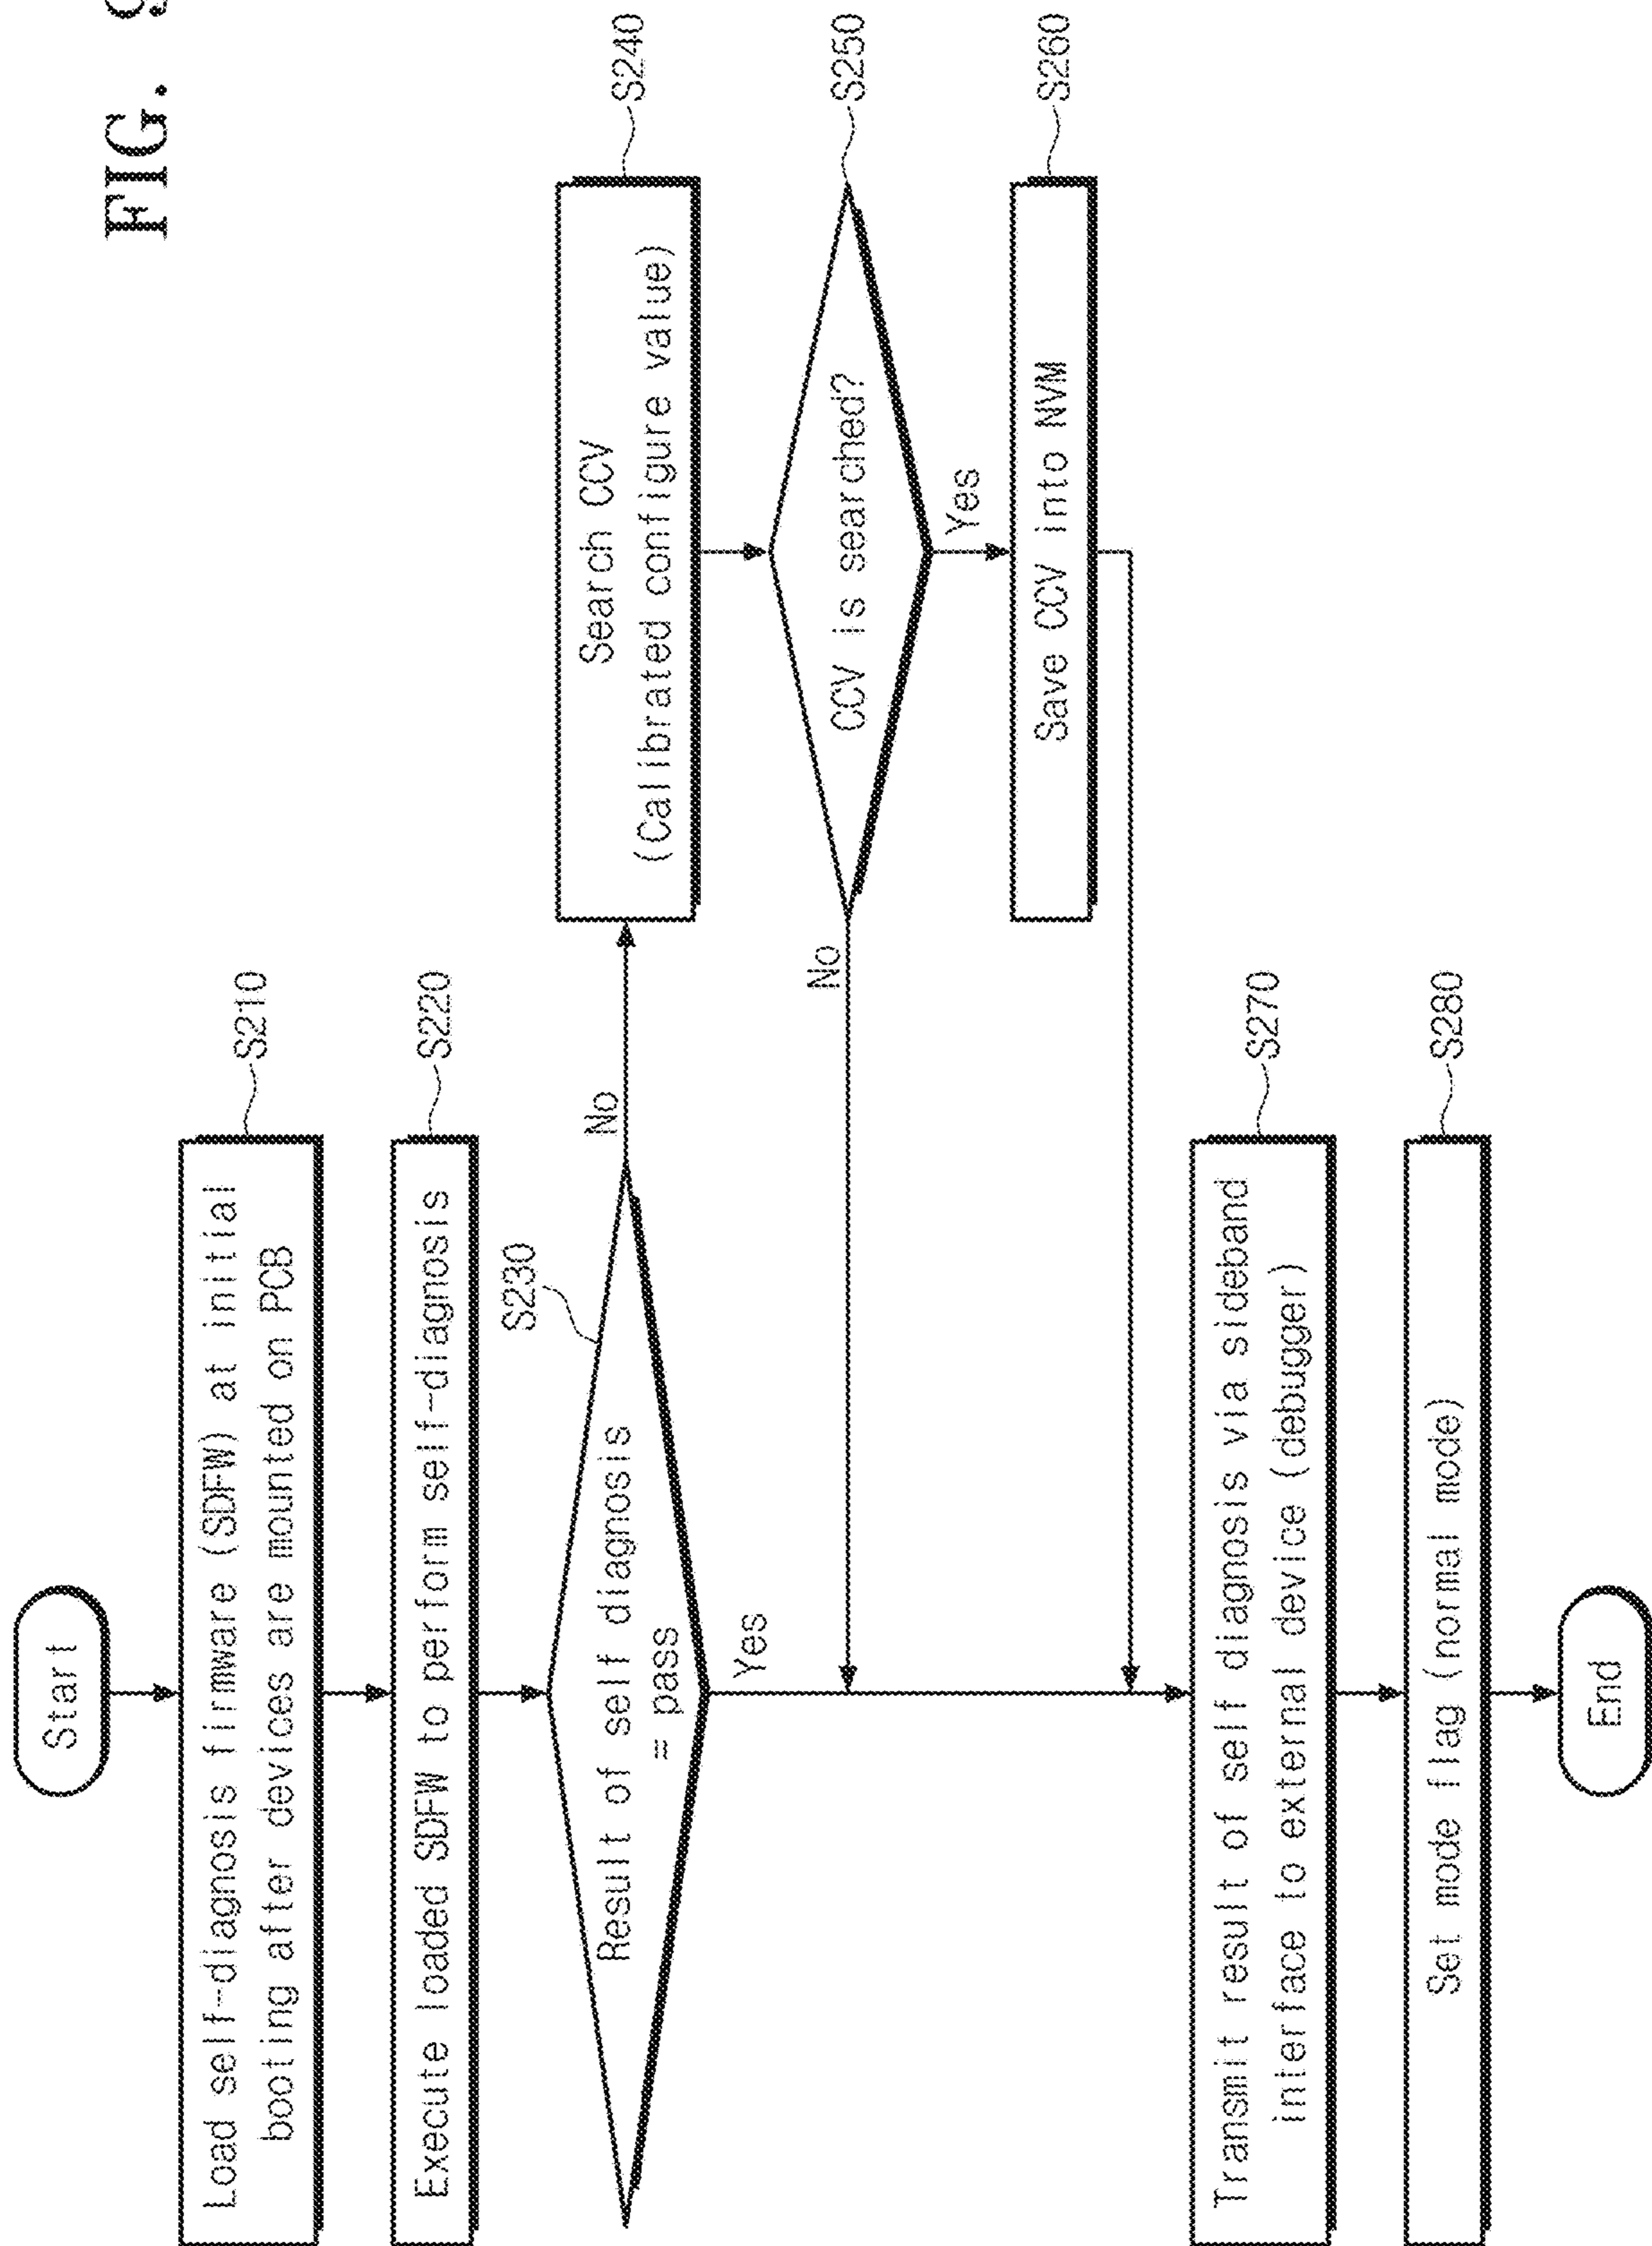 FIG.
Start
Load self-diagnosis firmware (SDFW) at initial
booting after devices are mounted on PCB
S210
Execute loaded SDFW to perform self-diagnosis
S220
S230
Result of self diagnosis
= pass
No
Yes
Search CCV
(Calibrated configure value)
S240
CCV is searched?
S250
No
Yes
Save CCV into NVM
S260
Transmit result of self diagnosis via sideband
interface to external device (debugger)
S270
Set mode flag (normal mode)
S280
End